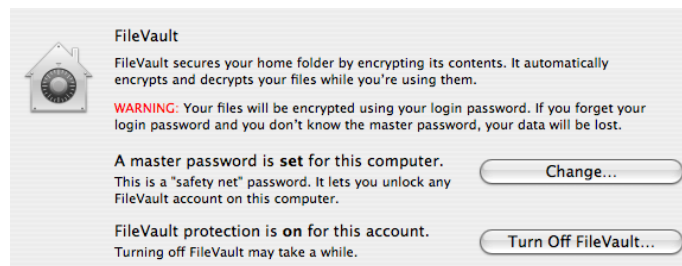 FileVault
FileVault secures your home folder by encrypting its contents. It automatically
encrypts and decrypts your files while you're using them.
WARNING: Your files will be encrypted using your login password. If you forget your
login password and you don't know the master password, your data will be lost.
A master password is set for this computer.
This is a "safety net" password. It lets you unlock any
FileVault account on this computer.
Change...
FileVault protection is on for this account.
Turning off FileVault may take a while.
Turn Off FileVault...